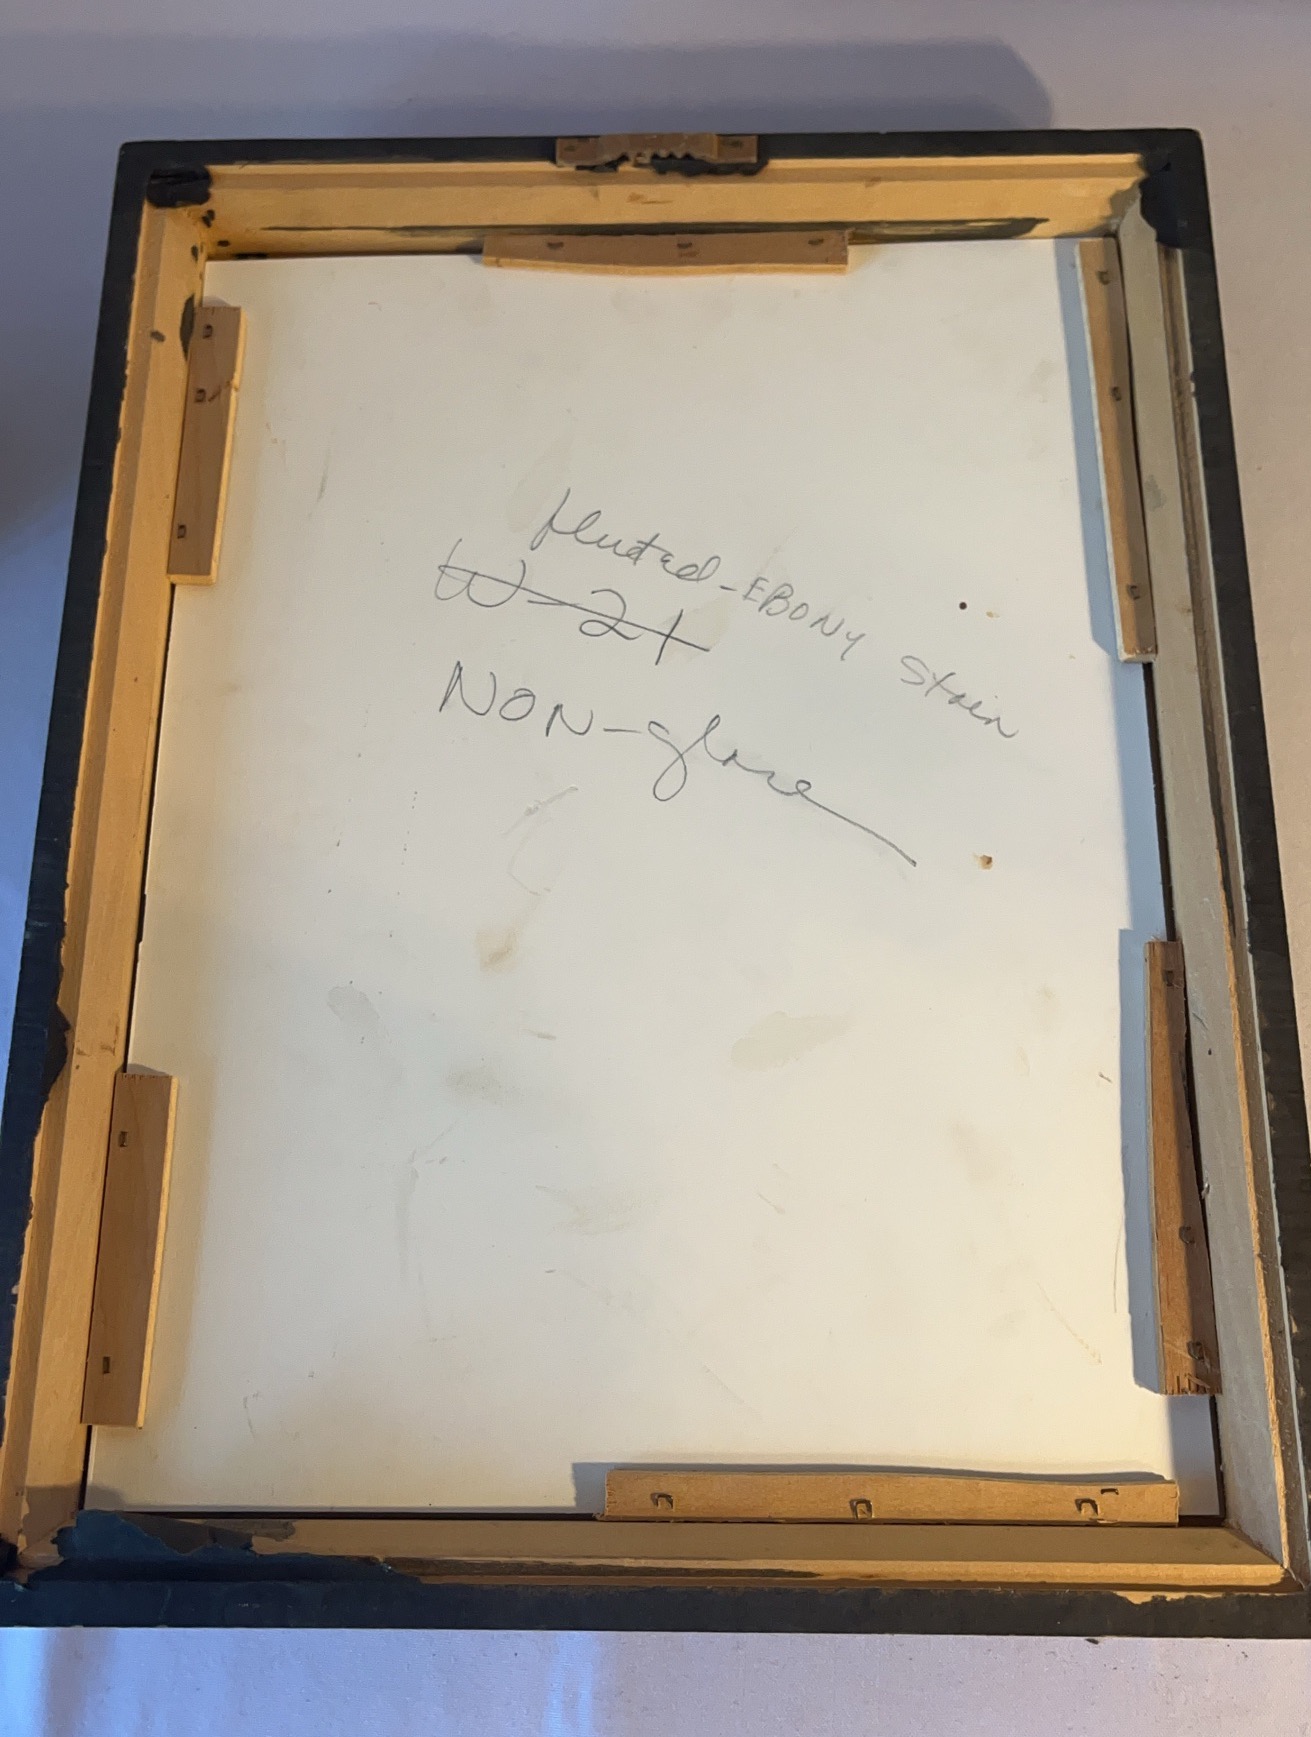 fluted-EBONY Stain
W-21
NON-glare